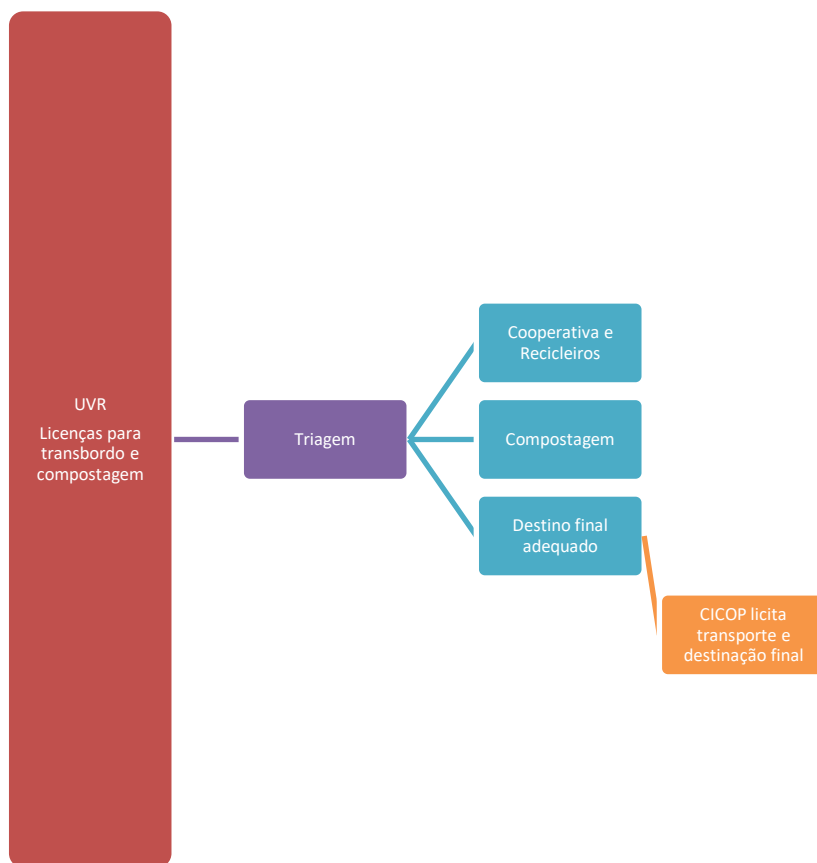 UVR
Licenças para
transbordo e
compostagem
Triagem
Cooperativa e
Recicleiros
Compostagem
Destino final
adequado
CICOP licita
transporte e
destinação final